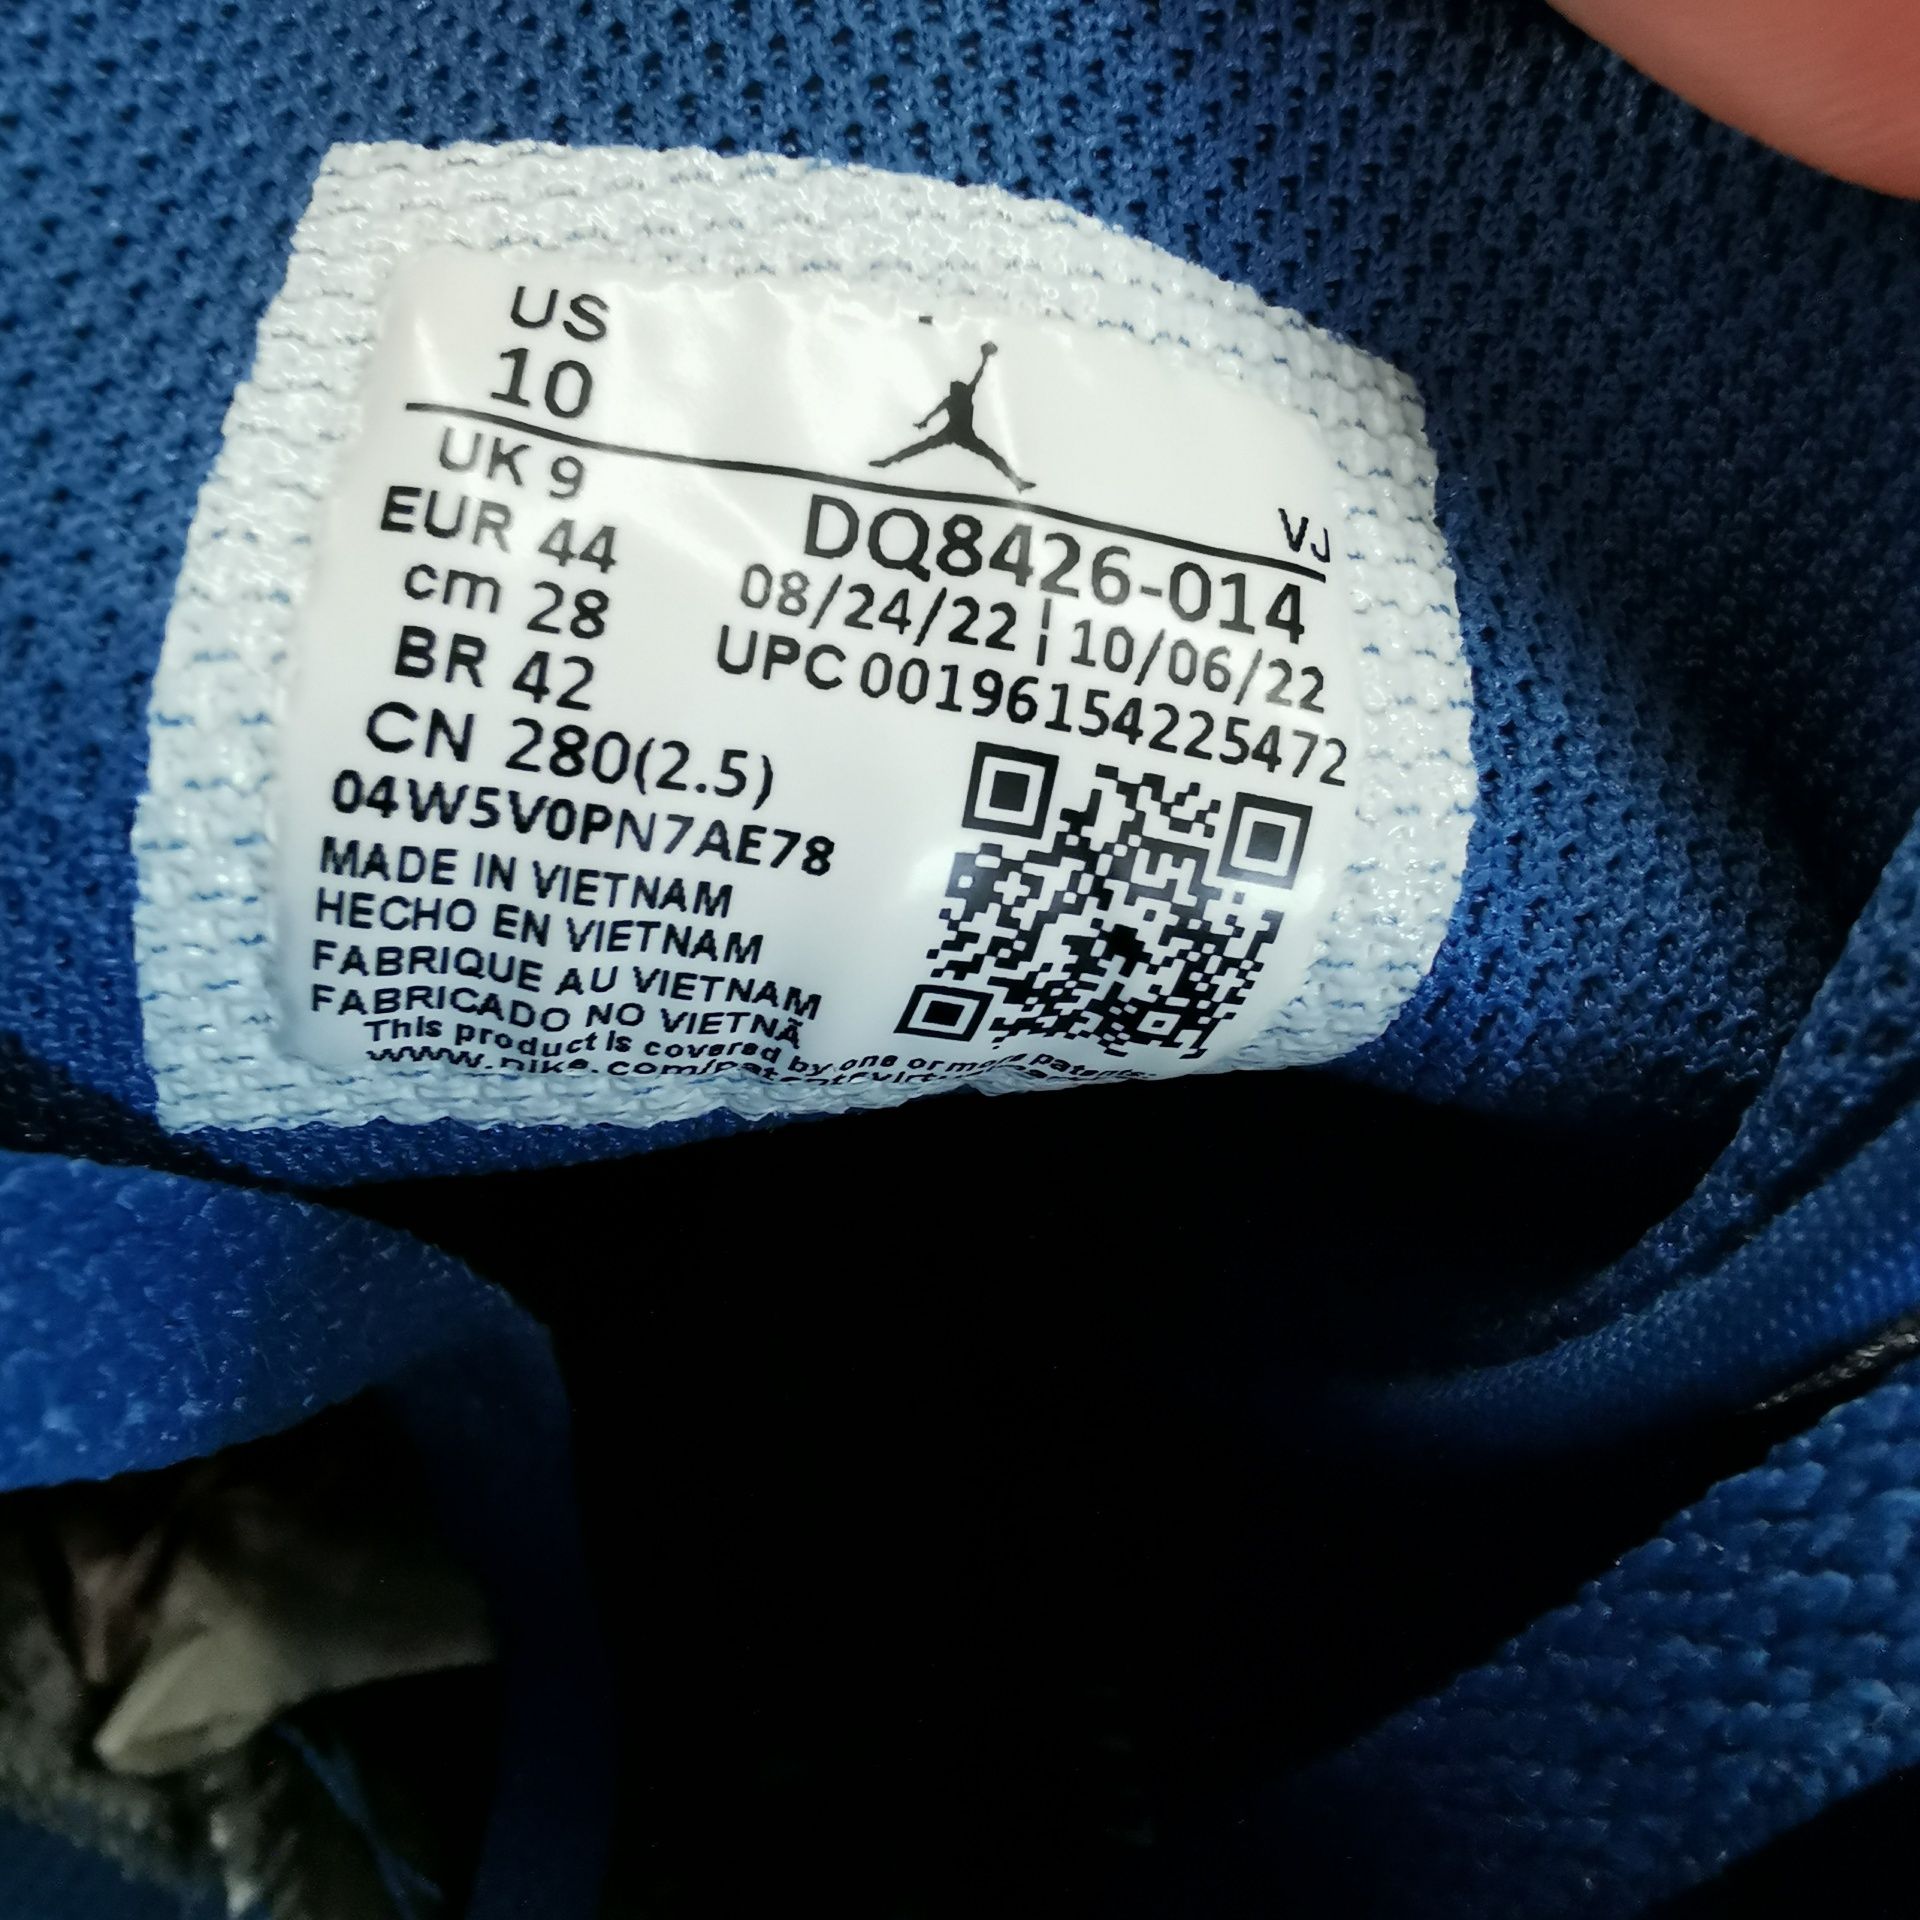 US
10
UK 9
EUR 44
cm 28
BR 42
CN 280(2.5)
04W5V0PN7AE78
MADE IN VIETNAM
HECHO EN VIETNAM
FABRIQUE AU VIETNAM
FABRICADO NO VIETNÃ
VJ
DQ8426-014
08/24/22 ¦ 10/06/22
UPC 00196154225472
This product is covered by one or more patents.